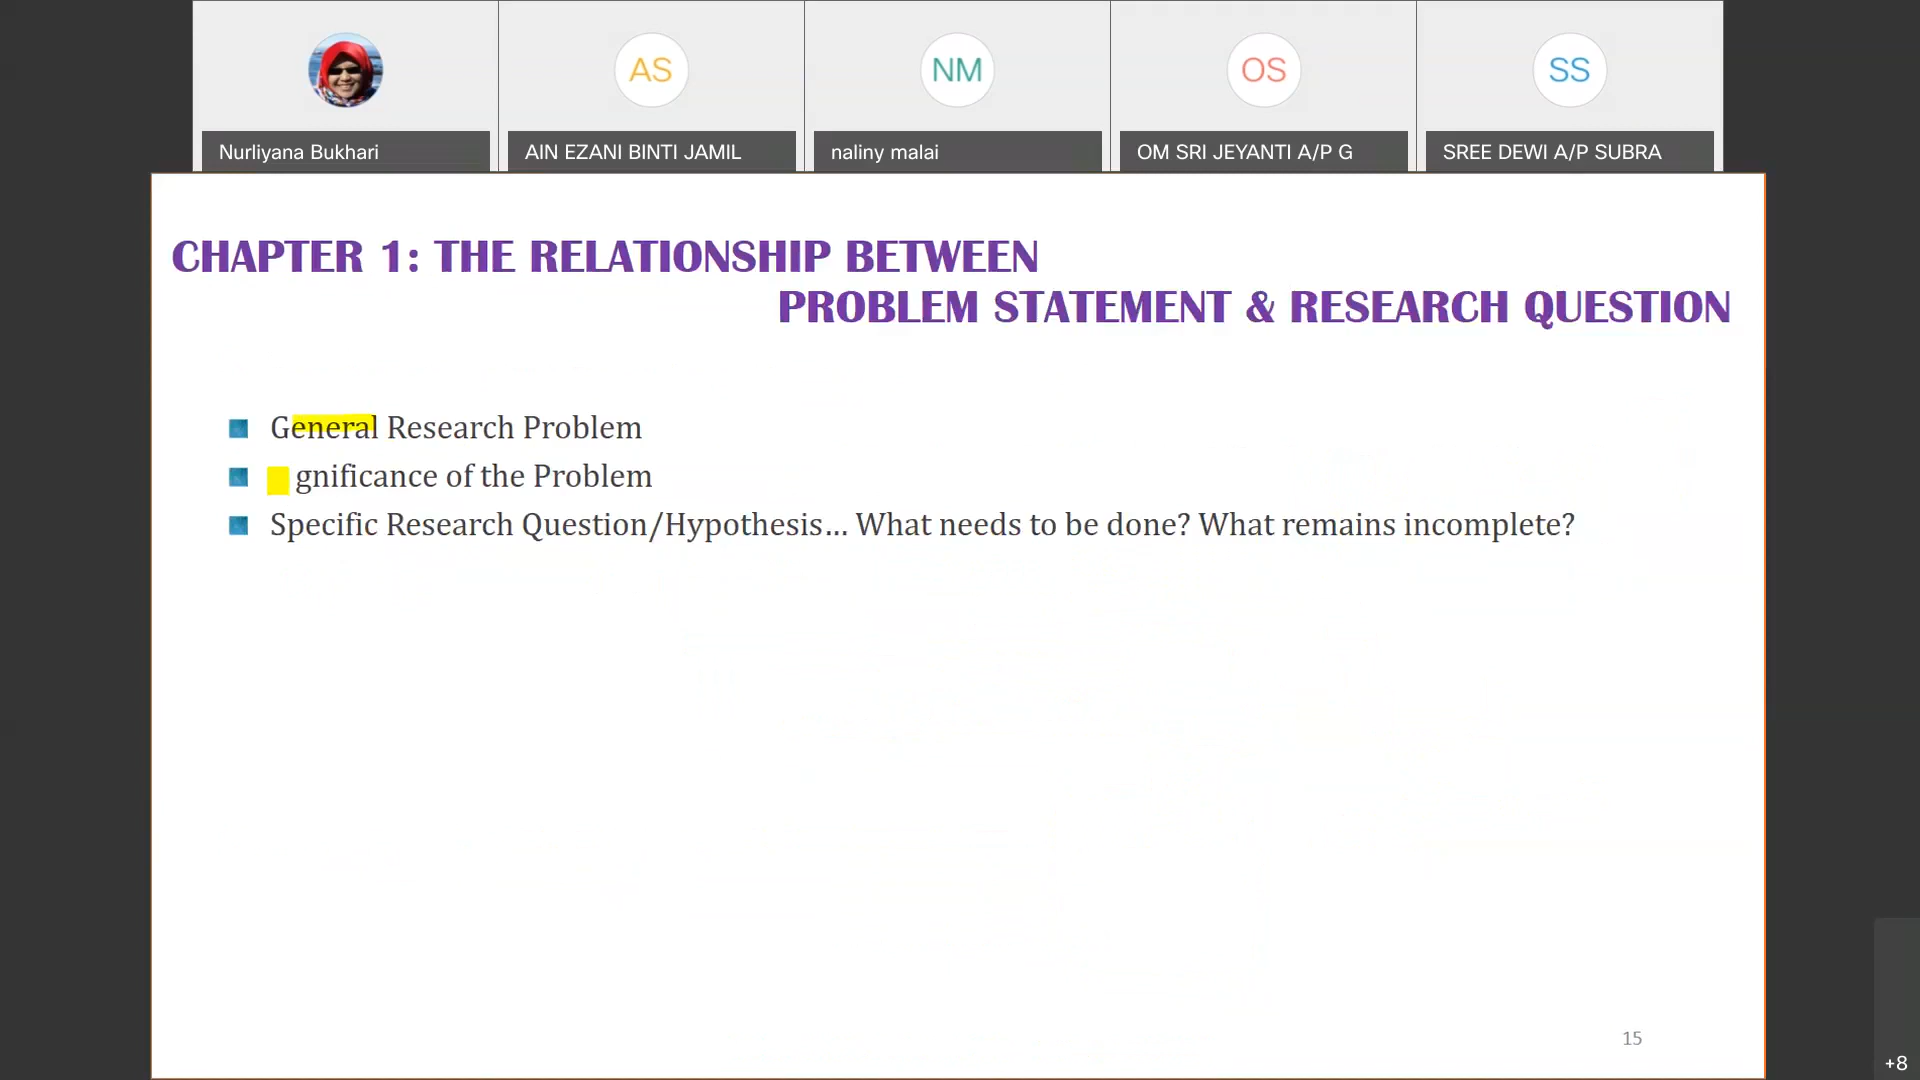 AS
NM
OS
SS
Nurliyana Bukhari
AIN EZANI BINTI JAMIL
naliny malai
OM SRI JEYANTI A/P G
SREE DEWI A/P SUBRA
CHAPTER 1: THE RELATIONSHIP BETWEEN
PROBLEM STATEMENT & RESEARCH QUESTION
General Research Problem
gnificance of the Problem
Specific Research Question/Hypothesis... What needs to be done? What remains incomplete?
15
+8